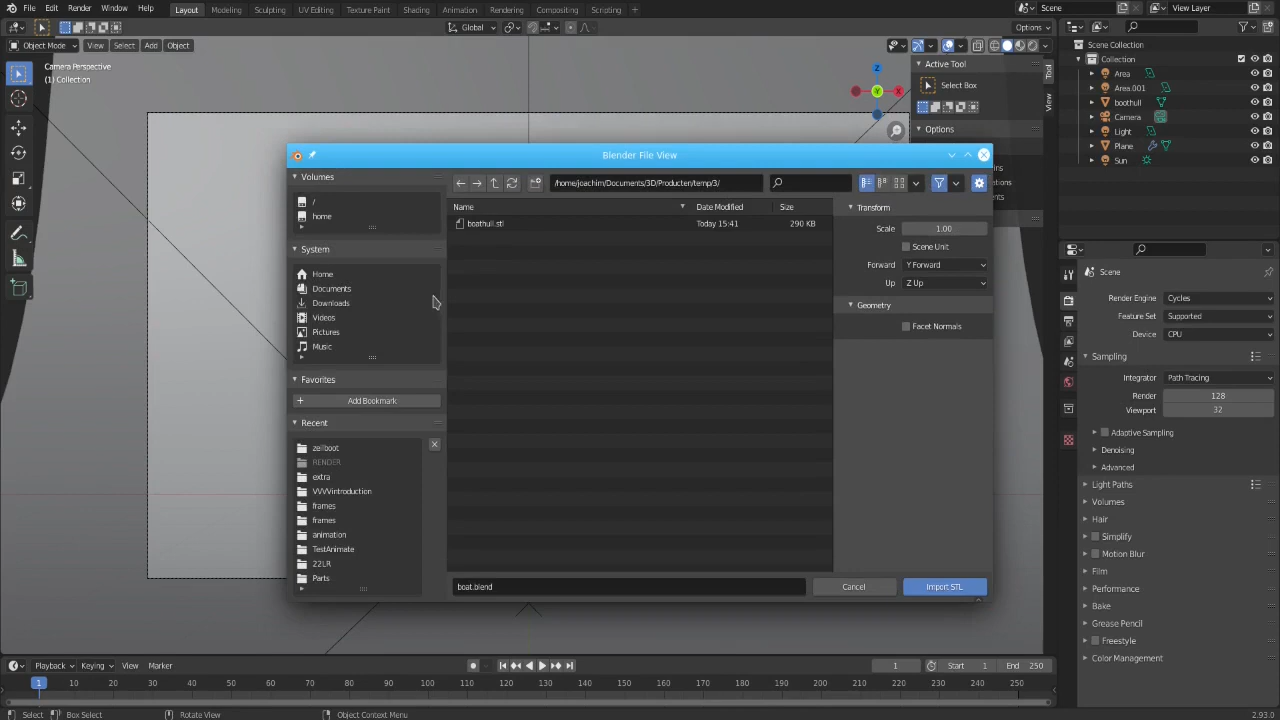 File Edit Render Window Help Layout Modeling Sculpting UV Editing Texture Paint Shading Animation Rendering Compositing Scripting + Scene View Layer
Global Options
Object Mode View Select Add Object
Camera Perspective
(1) Collection
Z
Y X
Active Tool
Select Box
Options
Tool
View
Scene Collection
Collection
Area
Area.001
boothull
Camera
Light
Plane
Sun
Blender File View
Volumes
/
home
System
Home
Documents
Downloads
Videos
Pictures
Music
Favorites
+ Add Bookmark
Recent
zeilboot
RENDER
extra
VVVVintroduction
frames
frames
animation
TestAnimate
22LR
Parts
/home/joachim/Documents/3D/Producten/temp/3/
Name Date Modified Size
boathull.stl Today 15:41 290 KB
Transform
Scale 1.00
Scene Unit
Forward Y Forward
Up Z Up
Geometry
Facet Normals
boat.blend Cancel Import STL
Scene
Render Engine Cycles
Feature Set Supported
Device CPU
Sampling
Integrator Path Tracing
Render 128
Viewport 32
Adaptive Sampling
Denoising
Advanced
Light Paths
Volumes
Hair
Simplify
Motion Blur
Film
Performance
Bake
Grease Pencil
Freestyle
Color Management
Playback Keying View Marker 1 Start 1 End 250
1 10 20 30 40 50 60 70 80 90 100 110 120 130 140 150 160 170 180 190 200 210 220 230 240 250
Select Box Select Rotate View Object Context Menu 2.93.0